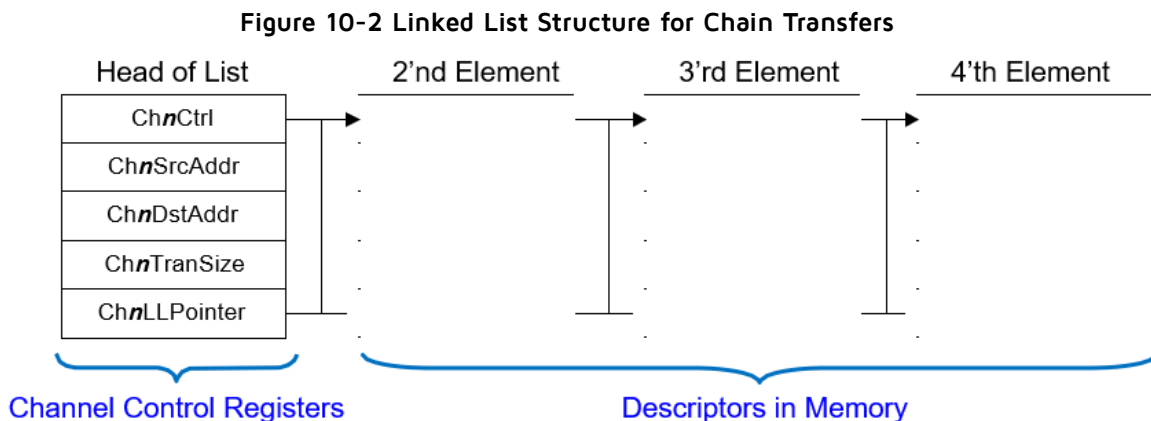 Figure 10-2 Linked List Structure for Chain Transfers
Head of List
2'nd Element
3'rd Element
4'th Element
ChnCtrl
ChnSrcAddr
ChnDstAddr
ChnTranSize
ChnLLPointer
Channel Control Registers
Descriptors in Memory